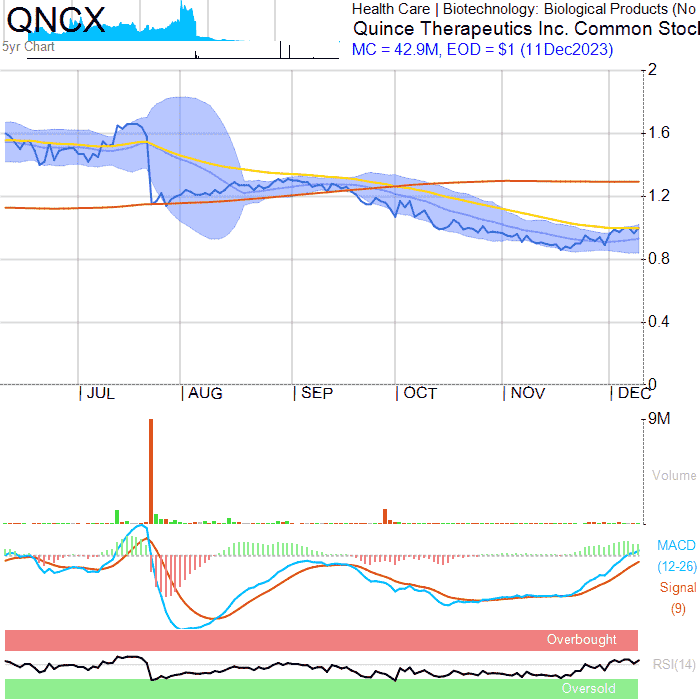 QNCX
Health Care | Biotechnology: Biological Products (No
Quince Therapeutics Inc. Common Stoc
5yr Chart
MC = 42.9M, EOD = $1 (11Dec2023)
2
1.6
1.2
0.8
0.4
0
JUL AUG SEP OCT NOV DEC
9M
Volume
MACD
(12-26)
Signal
(9)
Overbought
RSI(14)
Oversold